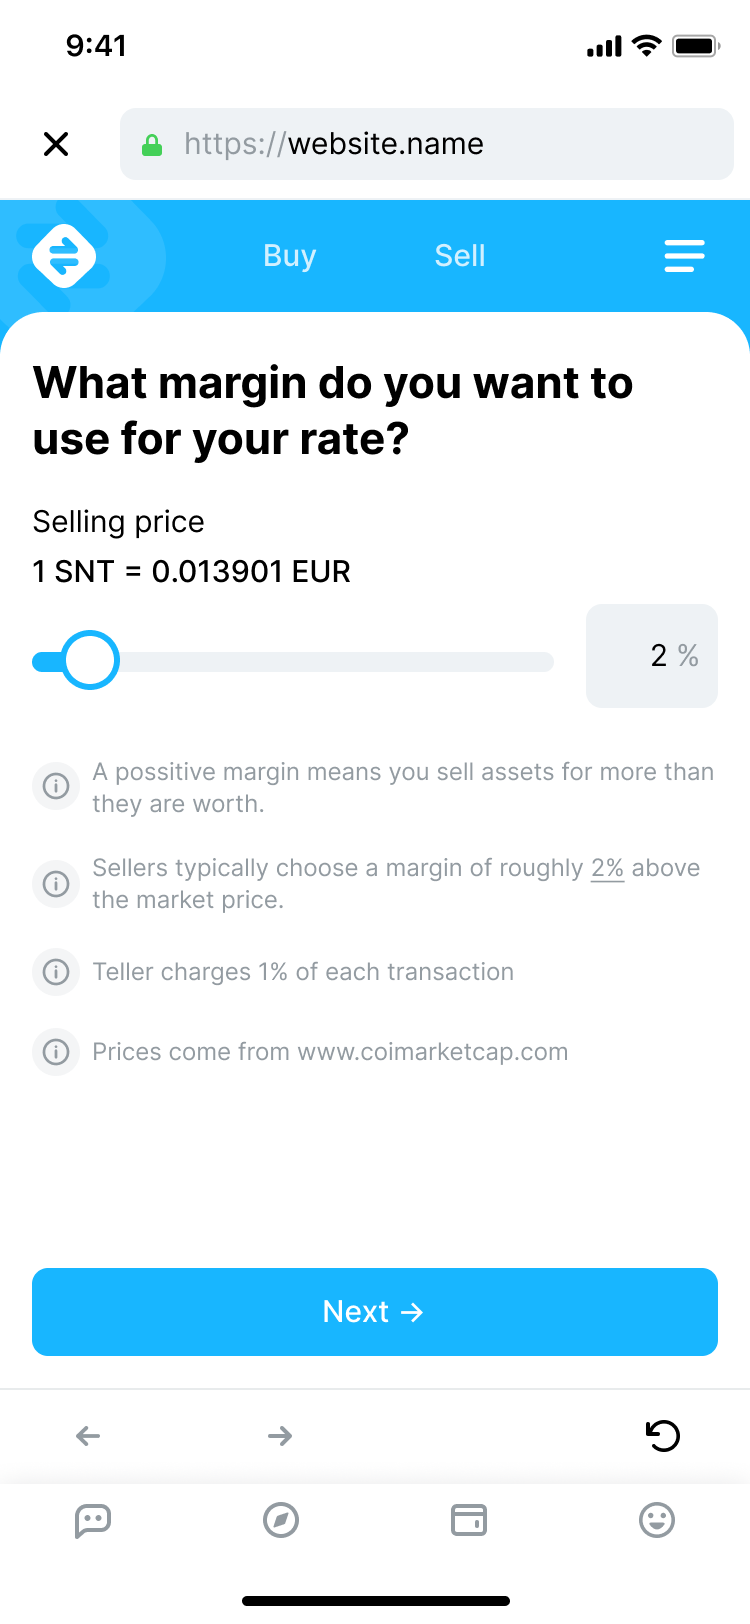 9:41
https://website.name
Buy
Sell
What margin do you want to
use for your rate?
Selling price
1 SNT = 0.013901 EUR
2 %
A possitive margin means you sell assets for more than
they are worth.
Sellers typically choose a margin of roughly 2% above
the market price.
Teller charges 1% of each transaction
Prices come from www.coimarketcap.com
Next →